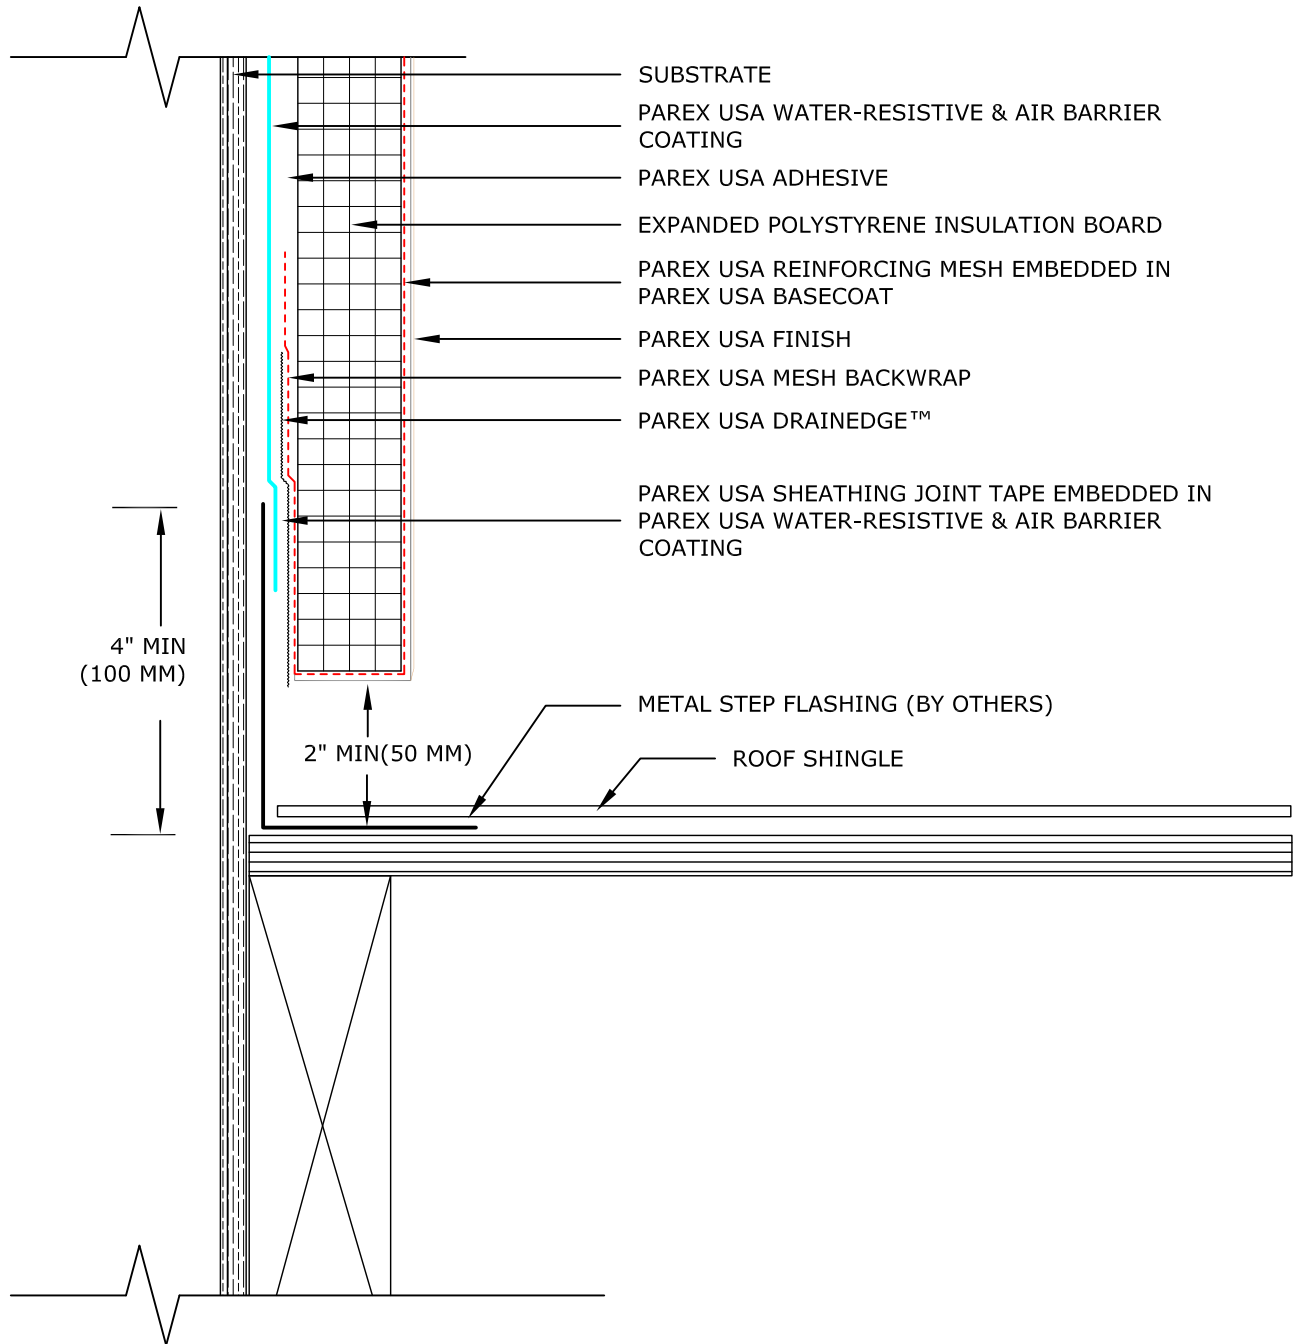 SUBSTRATE
PAREX USA WATER-RESISTIVE & AIR BARRIER
COATING
PAREX USA ADHESIVE
EXPANDED POLYSTYRENE INSULATION BOARD
PAREX USA REINFORCING MESH EMBEDDED IN
PAREX USA BASECOAT
PAREX USA FINISH
PAREX USA MESH BACKWRAP
PAREX USA DRAINEDGE™
PAREX USA SHEATHING JOINT TAPE EMBEDDED IN
PAREX USA WATER-RESISTIVE & AIR BARRIER
COATING
4" MIN
(100 MM)
METAL STEP FLASHING (BY OTHERS)
2" MIN(50 MM)
ROOF SHINGLE